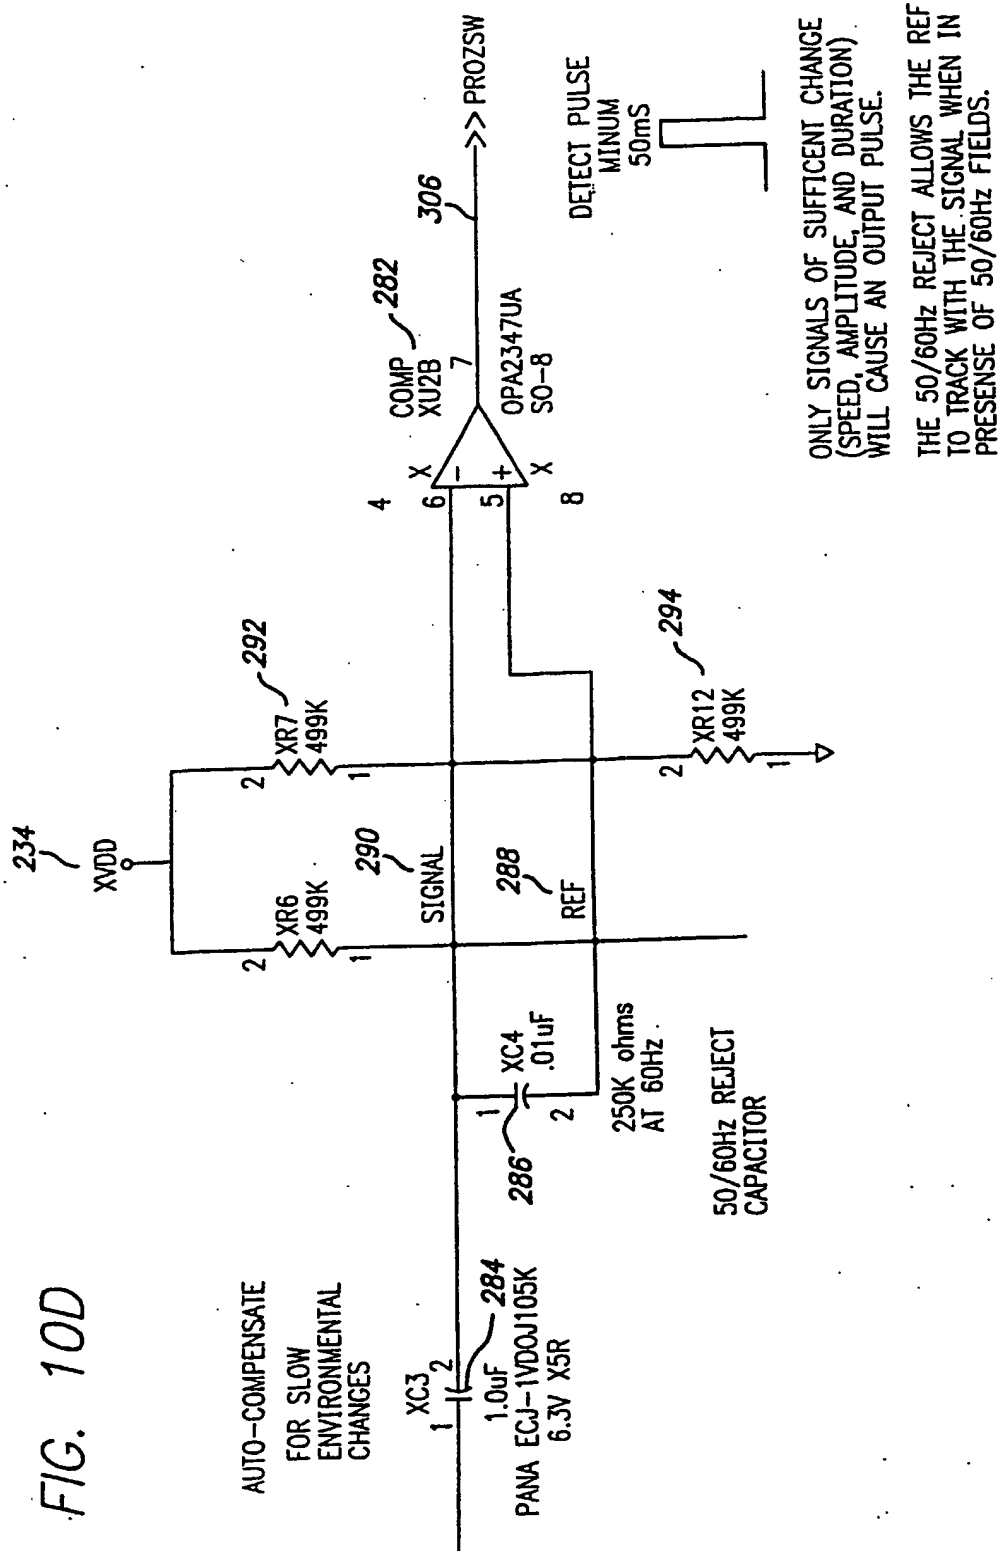 FIG. 10D
AUTO-COMPENSATE
FOR SLOW
ENVIRONMENTAL
CHANGES
XC3
1
2
284
1.0uF
PANA ECJ-1VDOJ105K
6.3V X5R
234
XVDD
2
XR6
499K
1
2
XR7
499K
1
292
290
SIGNAL
288
REF
1
XC4
.01uF
2
286
250K ohms
AT 60Hz
50/60Hz REJECT
CAPACITOR
2
XR12
499K
1
294
4
X
6
-
5
+
X
8
COMP
XU2B
7
282
OPA2347UA
SO-8
306
PROZSW
DETECT PULSE
MINUM
50mS
ONLY SIGNALS OF SUFFICENT CHANGE
(SPEED, AMPLITUDE, AND DURATION)
WILL CAUSE AN OUTPUT PULSE.
THE 50/60Hz REJECT ALLOWS THE REF
TO TRACK WITH THE SIGNAL WHEN IN
PRESENSE OF 50/60Hz FIELDS.